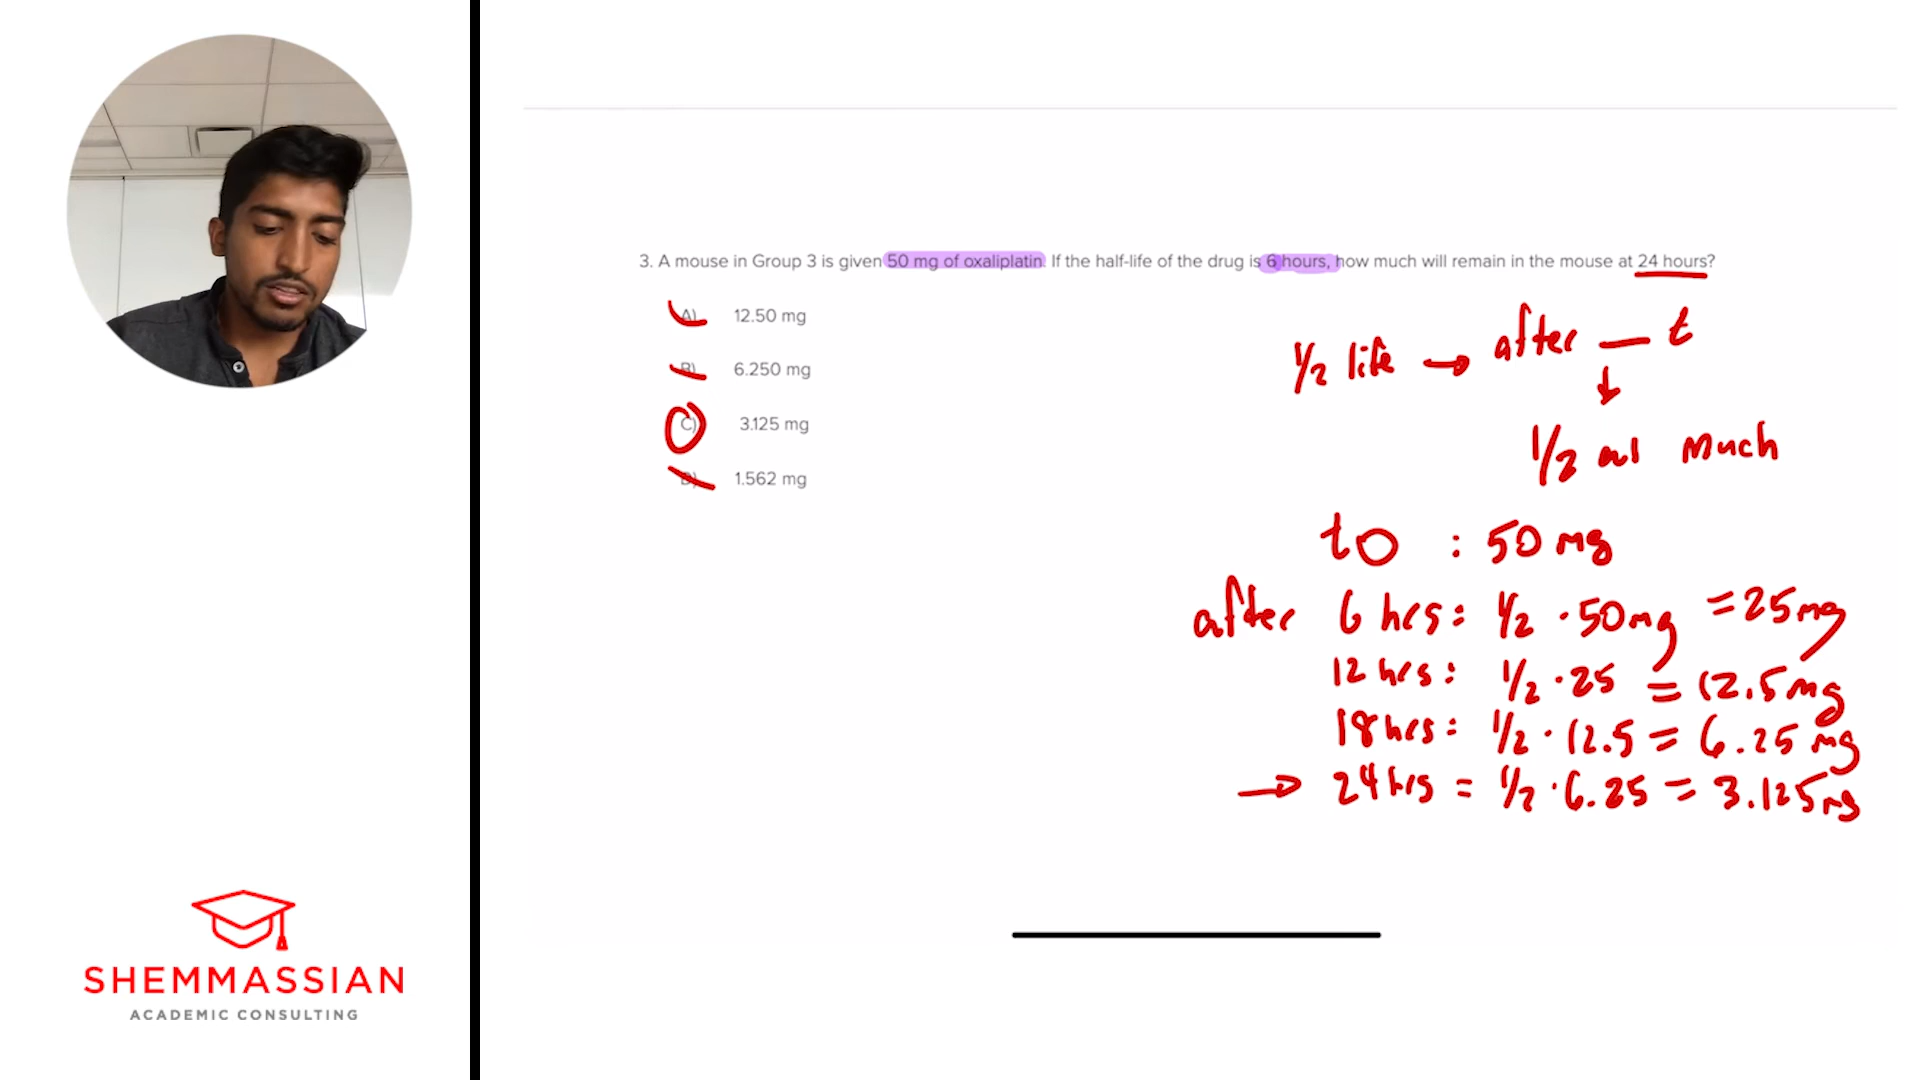 3. A mouse in Group 3 is given 50 mg of oxaliplatin. If the half-life of the drug is 6 hours, how much will remain in the mouse at 24 hours?
A) 12.50 mg
B) 6.250 mg
C) 3.125 mg
D) 1.562 mg
1/2 life → after — t
↓
1/2 as much
t0 : 50 mg
after 6 hrs: 1/2 · 50mg = 25mg
12 hrs: 1/2 · 25 = 12.5mg
18 hrs: 1/2 · 12.5 = 6.25 mg
→ 24 hrs = 1/2 · 6.25 = 3.125mg
SHEMMASSIAN
ACADEMIC CONSULTING